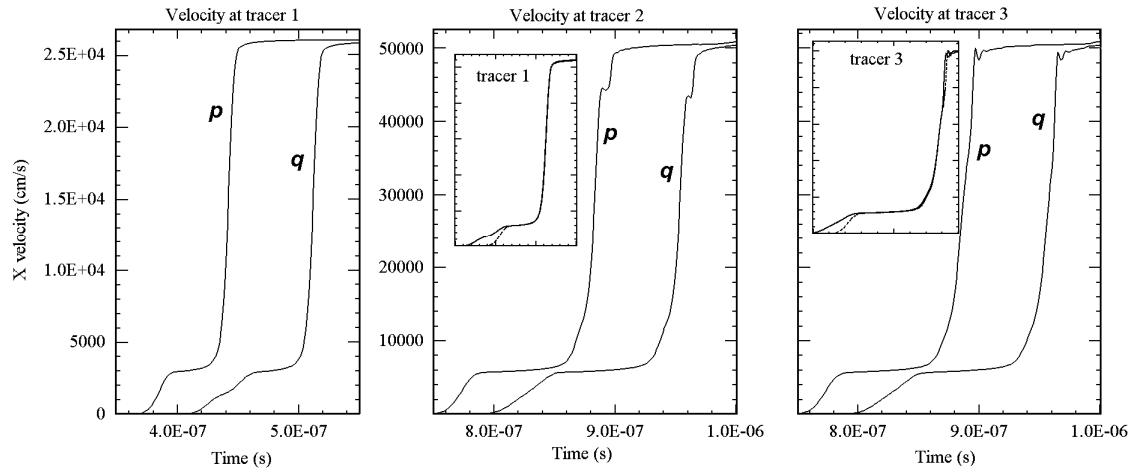 Velocity at tracer 1
Velocity at tracer 2
Velocity at tracer 3
X velocity (cm/s)
2.5E+04
2.0E+04
1.5E+04
1.0E+04
5000
0
p
q
4.0E-07 5.0E-07
Time (s)
50000
40000
30000
20000
10000
0
tracer 1
p
q
8.0E-07 9.0E-07 1.0E-06
Time (s)
tracer 3
p
q
8.0E-07 9.0E-07 1.0E-06
Time (s)